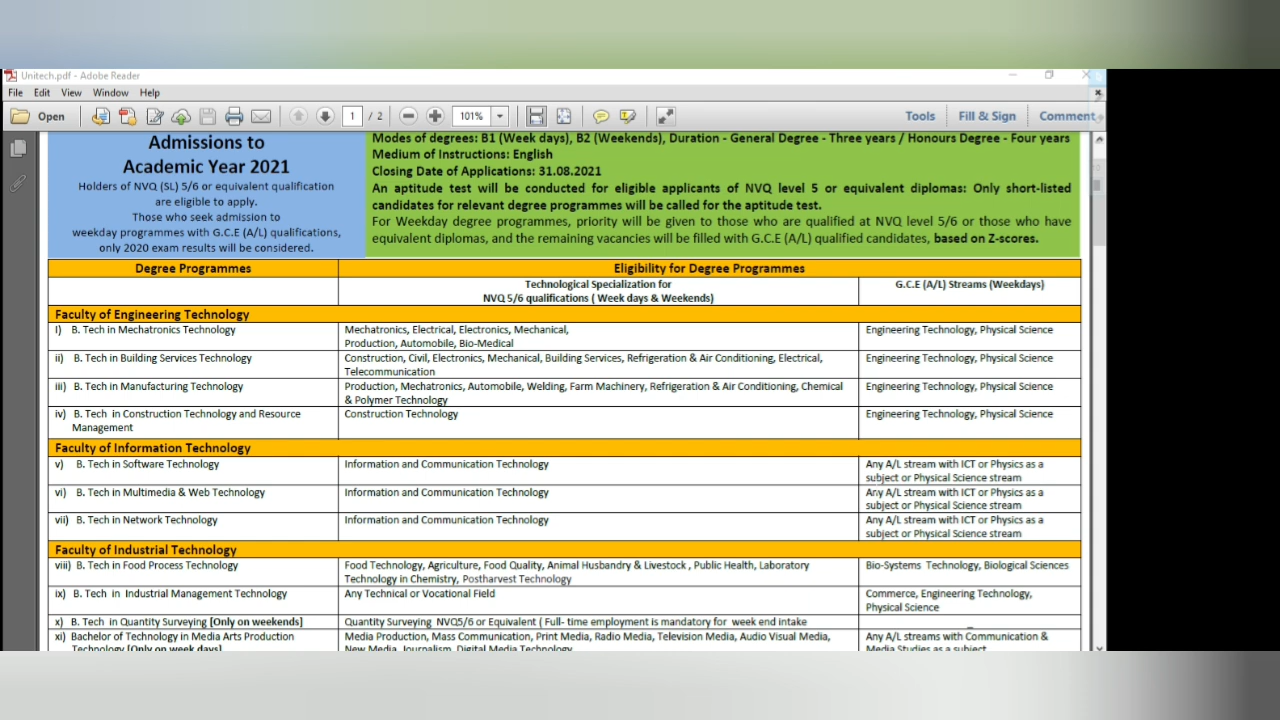 Unitech.pdf - Adobe Reader
File Edit View Window Help
Open 1 / 2 101% Tools Fill & Sign Comment
Admissions to
Academic Year 2021
Holders of NVQ (SL) 5/6 or equivalent qualification
are eligible to apply.
Those who seek admission to
weekday programmes with G.C.E (A/L) qualifications,
only 2020 exam results will be considered.
Modes of degrees: B1 (Week days), B2 (Weekends), Duration - General Degree - Three years / Honours Degree - Four years
Medium of Instructions: English
Closing Date of Applications: 31.08.2021
An aptitude test will be conducted for eligible applicants of NVQ level 5 or equivalent diplomas: Only short-listed
candidates for relevant degree programmes will be called for the aptitude test.
For Weekday degree programmes, priority will be given to those who are qualified at NVQ level 5/6 or those who have
equivalent diplomas, and the remaining vacancies will be filled with G.C.E (A/L) qualified candidates, based on Z-scores.
Degree Programmes Eligibility for Degree Programmes
Technological Specialization for G.C.E (A/L) Streams (Weekdays)
NVQ 5/6 qualifications ( Week days & Weekends)
Faculty of Engineering Technology
i) B. Tech in Mechatronics Technology Mechatronics, Electrical, Electronics, Mechanical, Engineering Technology, Physical Science
Production, Automobile, Bio-Medical
ii) B. Tech in Building Services Technology Construction, Civil, Electronics, Mechanical, Building Services, Refrigeration & Air Conditioning, Electrical, Engineering Technology, Physical Science
Telecommunication
iii) B. Tech in Manufacturing Technology Production, Mechatronics, Automobile, Welding, Farm Machinery, Refrigeration & Air Conditioning, Chemical Engineering Technology, Physical Science
& Polymer Technology
iv) B. Tech in Construction Technology and Resource Construction Technology Engineering Technology, Physical Science
Management
Faculty of Information Technology
v) B. Tech in Software Technology Information and Communication Technology Any A/L stream with ICT or Physics as a
subject or Physical Science stream
vi) B. Tech in Multimedia & Web Technology Information and Communication Technology Any A/L stream with ICT or Physics as a
subject or Physical Science stream
vii) B. Tech in Network Technology Information and Communication Technology Any A/L stream with ICT or Physics as a
subject or Physical Science stream
Faculty of Industrial Technology
viii) B. Tech in Food Process Technology Food Technology, Agriculture, Food Quality, Animal Husbandry & Livestock , Public Health, Laboratory Bio-Systems Technology, Biological Sciences
Technology in Chemistry, Postharvest Technology
ix) B. Tech in Industrial Management Technology Any Technical or Vocational Field Commerce, Engineering Technology,
Physical Science
x) B. Tech in Quantity Surveying [Only on weekends] Quantity Surveying NVQ5/6 or Equivalent ( Full- time employment is mandatory for week end intake
xi) Bachelor of Technology in Media Arts Production Media Production, Mass Communication, Print Media, Radio Media, Television Media, Audio Visual Media, Any A/L streams with Communication &
Technology [Only on week days] New Media, Journalism, Digital Media Technology Media Studies as a subject